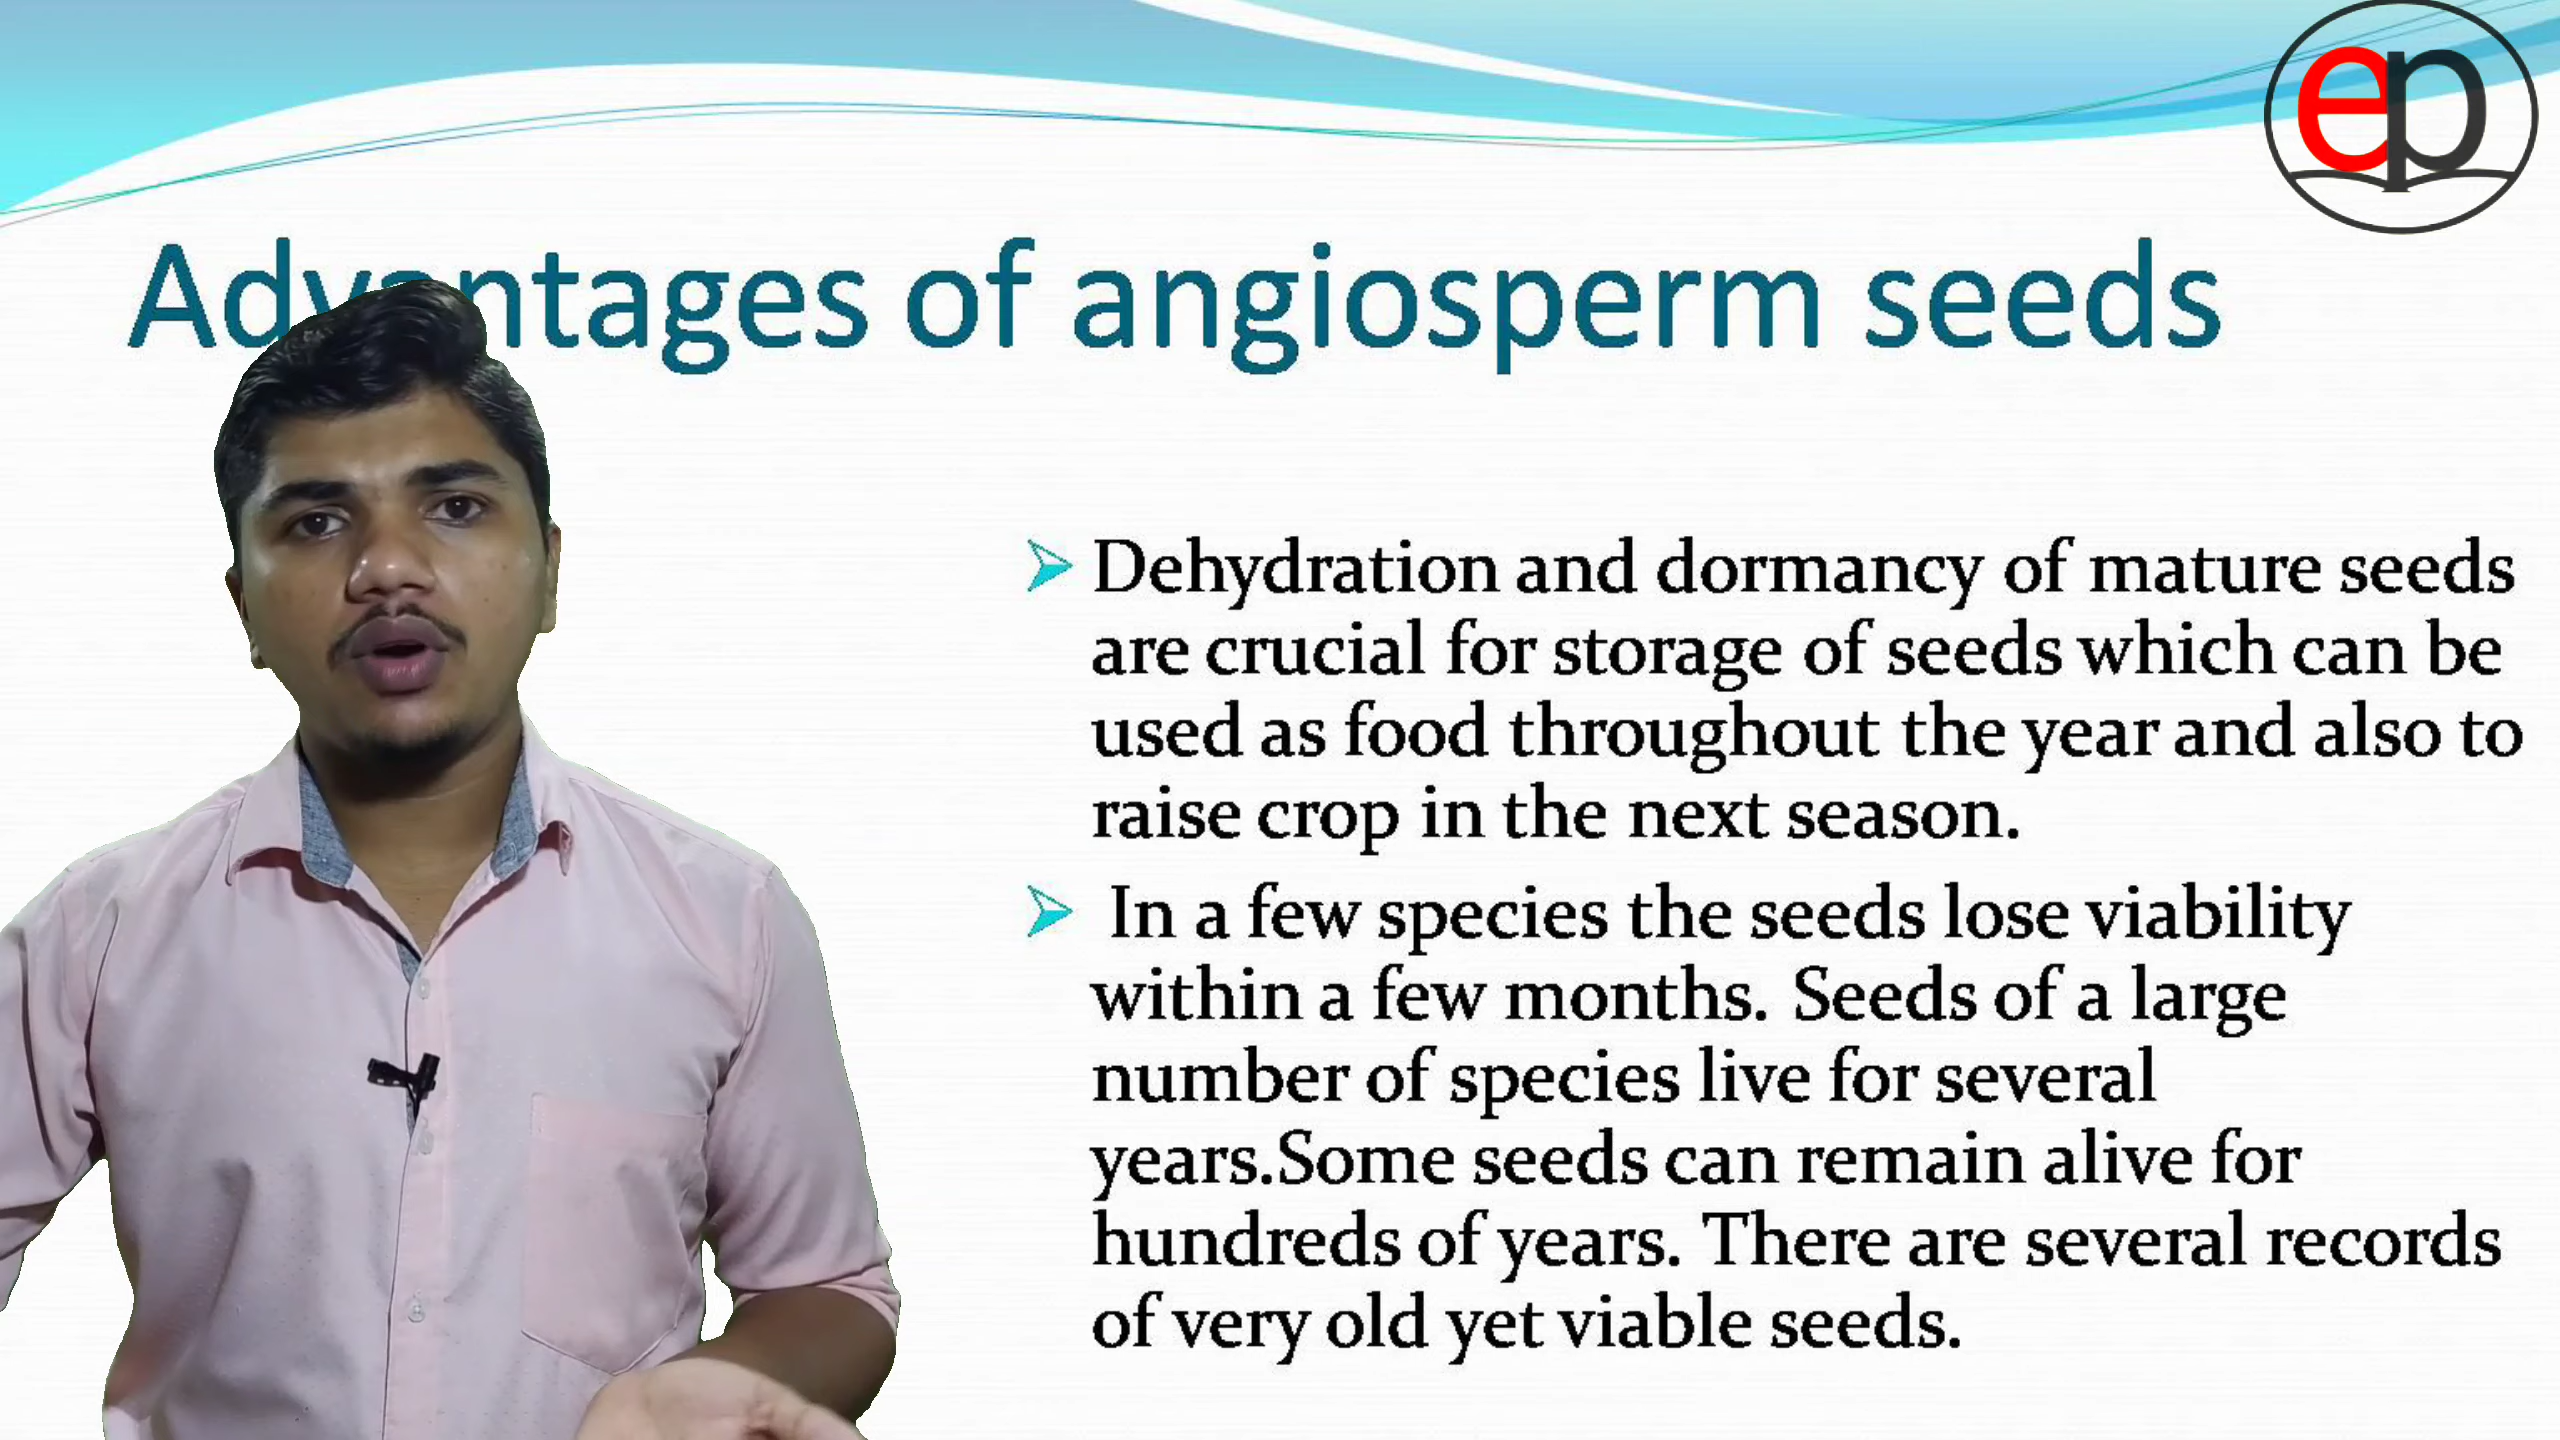 ep
Advantages of angiosperm seeds
Dehydration and dormancy of mature seeds
are crucial for storage of seeds which can be
used as food throughout the year and also to
raise crop in the next season.
In a few species the seeds lose viability
within a few months. Seeds of a large
number of species live for several
years.Some seeds can remain alive for
hundreds of years. There are several records
of very old yet viable seeds.